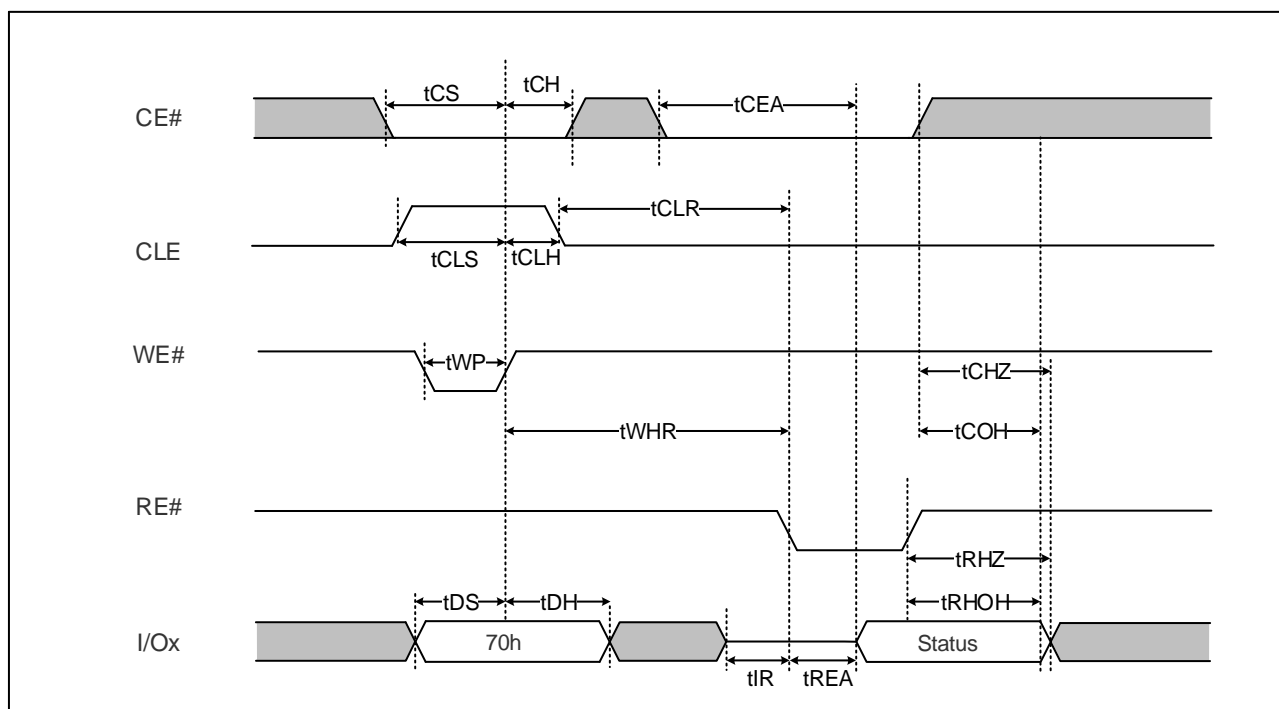 tCS
tCH
CE#
tCEA
tCLR
CLE
tCLS
tCLH
WE#
tWP
tCHZ
tWHR
tCOH
RE#
tRHZ
tDS
tDH
tRHOH
I/Ox
70h
Status
tIR
tREA